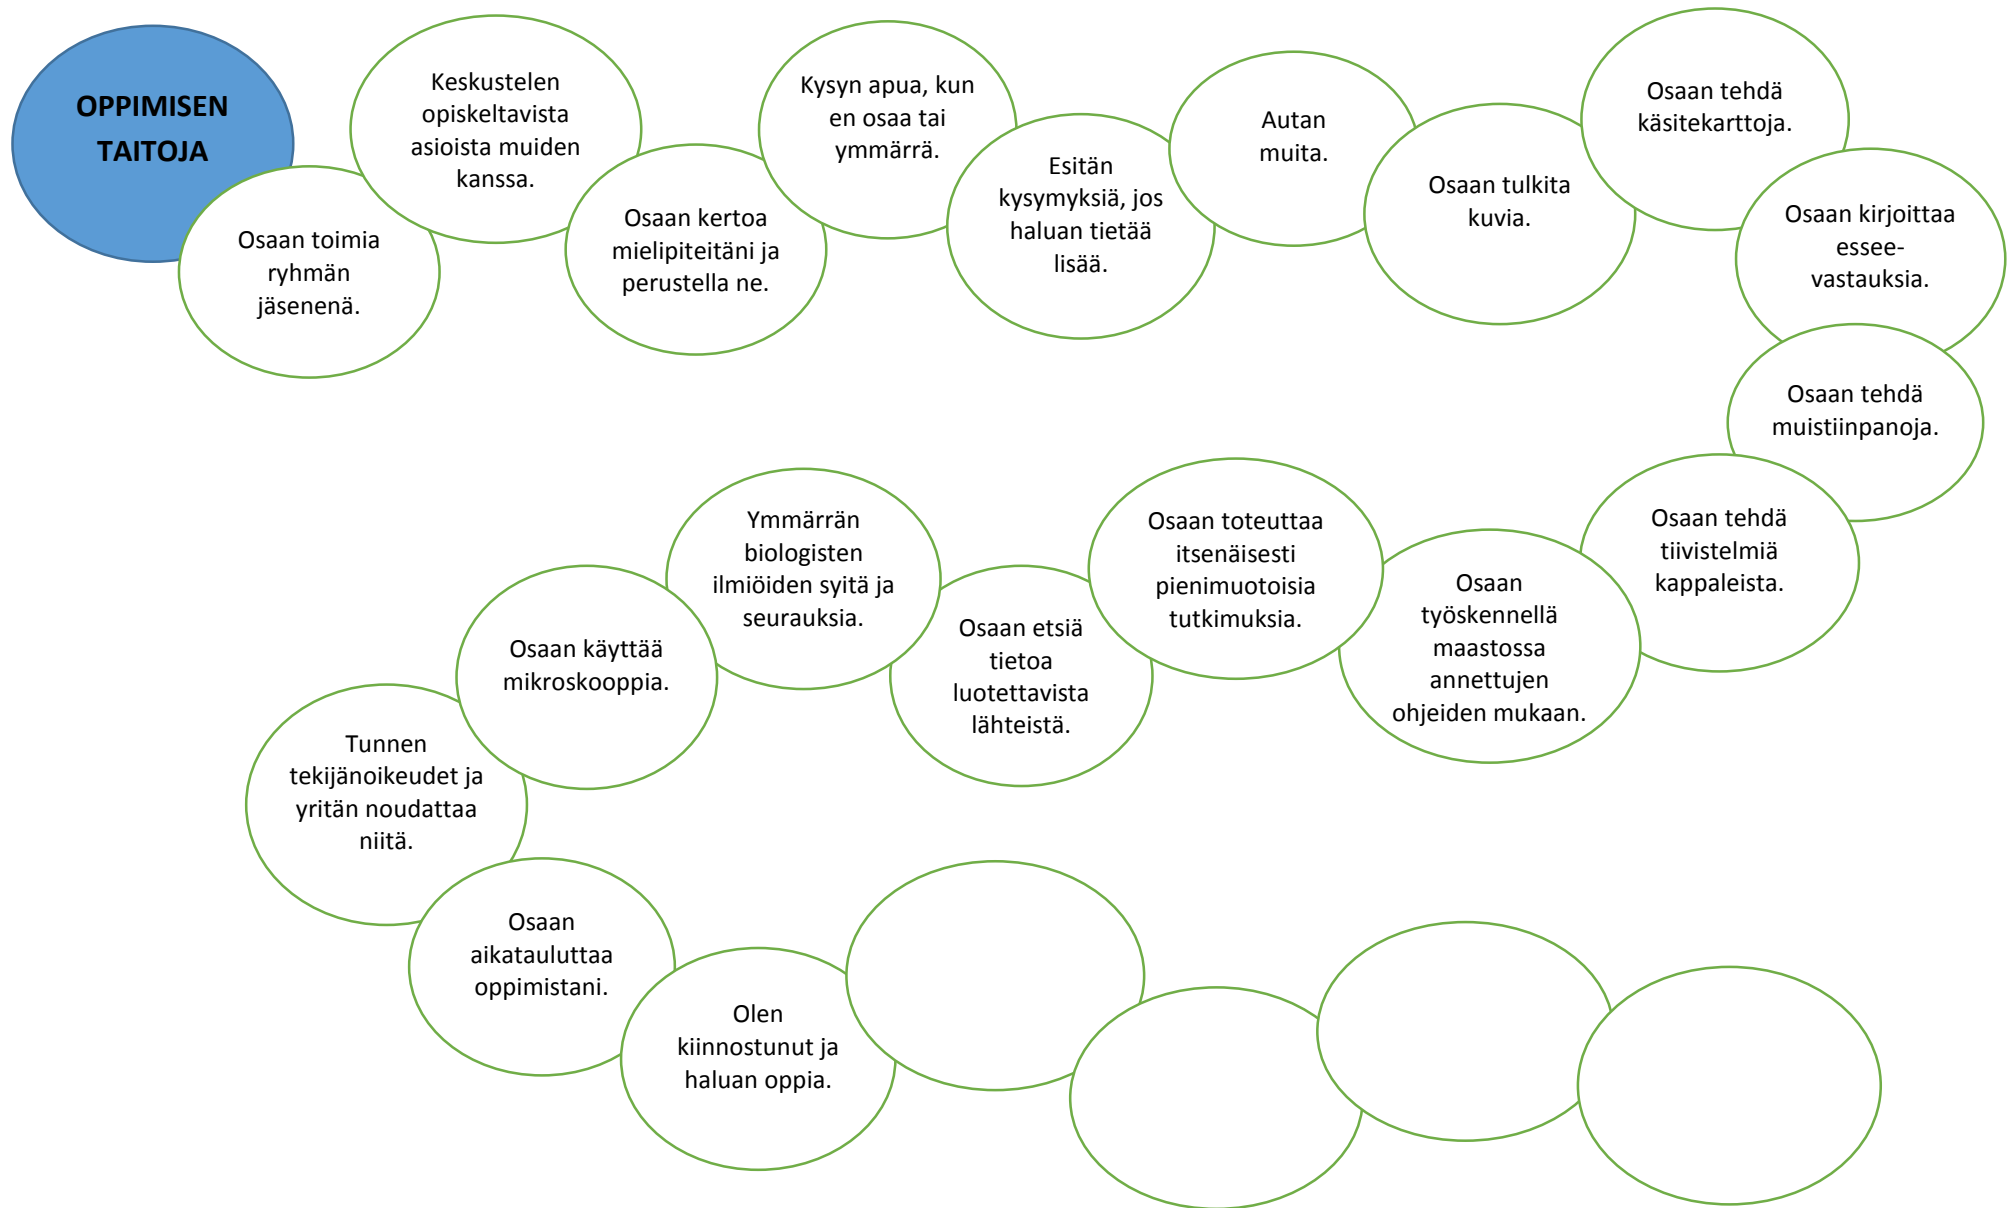 OPPIMISEN
TAITOJA
Osaan toimia
ryhmän
jäsenenä.
Keskustelen
opiskeltavista
asioista muiden
kanssa.
Osaan kertoa
mielipiteitäni ja
perustella ne.
Kysyn apua, kun
en osaa tai
ymmärrä.
Esitän
kysymyksiä, jos
haluan tietää
lisää.
Autan
muita.
Osaan tulkita
kuvia.
Osaan tehdä
käsitekarttoja.
Osaan kirjoittaa
essee-
vastauksia.
Osaan tehdä
muistiinpanoja.
Osaan tehdä
tiivistelmiä
kappaleista.
Osaan
työskennellä
maastossa
annettujen
ohjeiden mukaan.
Osaan toteuttaa
itsenäisesti
pienimuotoisia
tutkimuksia.
Osaan etsiä
tietoa
luotettavista
lähteistä.
Ymmärrän
biologisten
ilmiöiden syitä ja
seurauksia.
Osaan käyttää
mikroskooppia.
Tunnen
tekijänoikeudet ja
yritän noudattaa
niitä.
Osaan
aikatauluttaa
oppimistani.
Olen
kiinnostunut ja
haluan oppia.